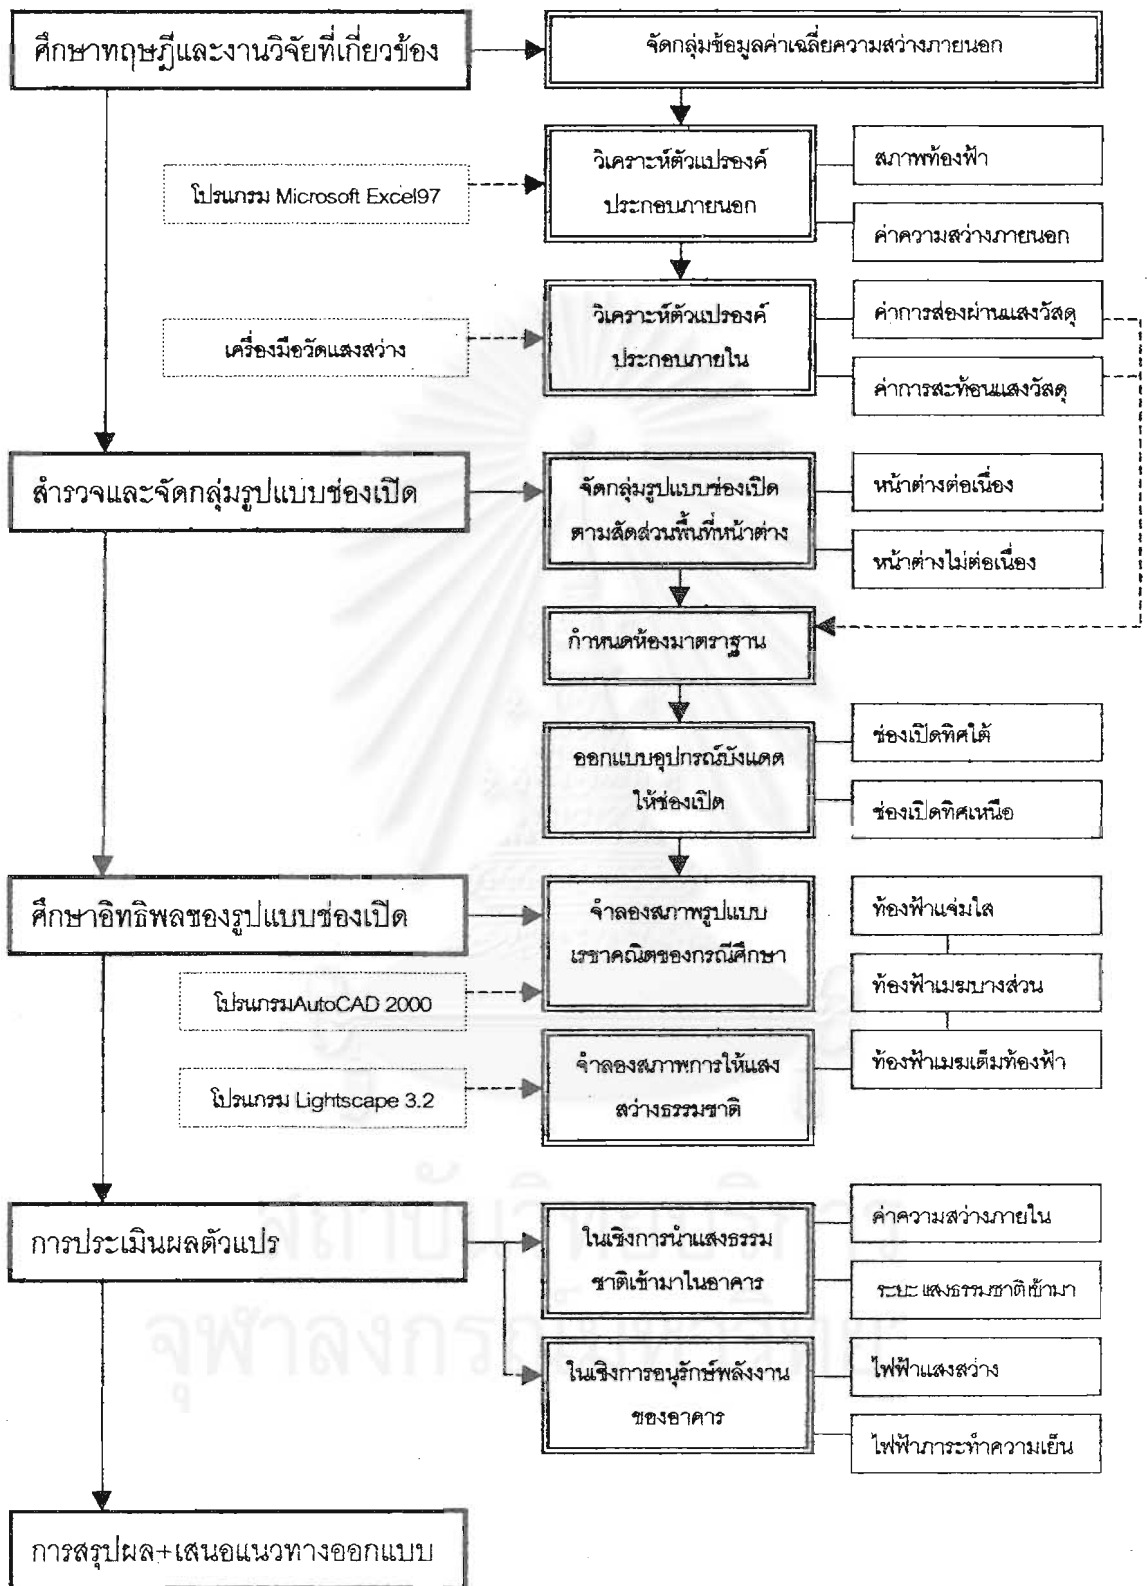 ศึกษาทฤษฎีและงานวิจัยที่เกี่ยวข้อง
จัดกลุ่มข้อมูลค่าเฉลี่ยความสว่างภายนอก
วิเคราะห์ตัวแปรองค์
ประกอบภายนอก
สภาพท้องฟ้า
โปรแกรม Microsoft Excel97
ค่าความสว่างภายนอก
วิเคราะห์ตัวแปรองค์
ประกอบภายใน
ค่าการส่องผ่านแสงวัสดุ
เครื่องมือวัดแสงสว่าง
ค่าการสะท้อนแสงวัสดุ
สำรวจและจัดกลุ่มรูปแบบช่องเปิด
จัดกลุ่มรูปแบบช่องเปิด
ตามสัดส่วนพื้นที่หน้าต่าง
หน้าต่างต่อเนื่อง
หน้าต่างไม่ต่อเนื่อง
กำหนดห้องมาตราฐาน
ออกแบบอุปกรณ์บังแดด
ให้ช่องเปิด
ช่องเปิดทิศใต้
ช่องเปิดทิศเหนือ
ศึกษาอิทธิพลของรูปแบบช่องเปิด
จำลองสภาพรูปแบบ
เรขาคณิตของกรณีศึกษา
ท้องฟ้าแจ่มใส
ท้องฟ้าเมฆบางส่วน
โปรแกรมAutoCAD 2000
จำลองสภาพการให้แสง
สว่างธรรมชาติ
ท้องฟ้าเมฆเต็มท้องฟ้า
โปรแกรม Lightscape 3.2
การประเมินผลตัวแปร
ในเชิงการนำแสงธรรม
ชาติเข้ามาในอาคาร
ค่าความสว่างภายใน
ระยะแสงธรรมชาติเข้ามา
ในเชิงการอนุรักษ์พลังงาน
ของอาคาร
ไฟฟ้าแสงสว่าง
ไฟฟ้าภาระทำความเย็น
การสรุปผล+เสนอแนวทางออกแบบ
สถาบันวิทยบริการ